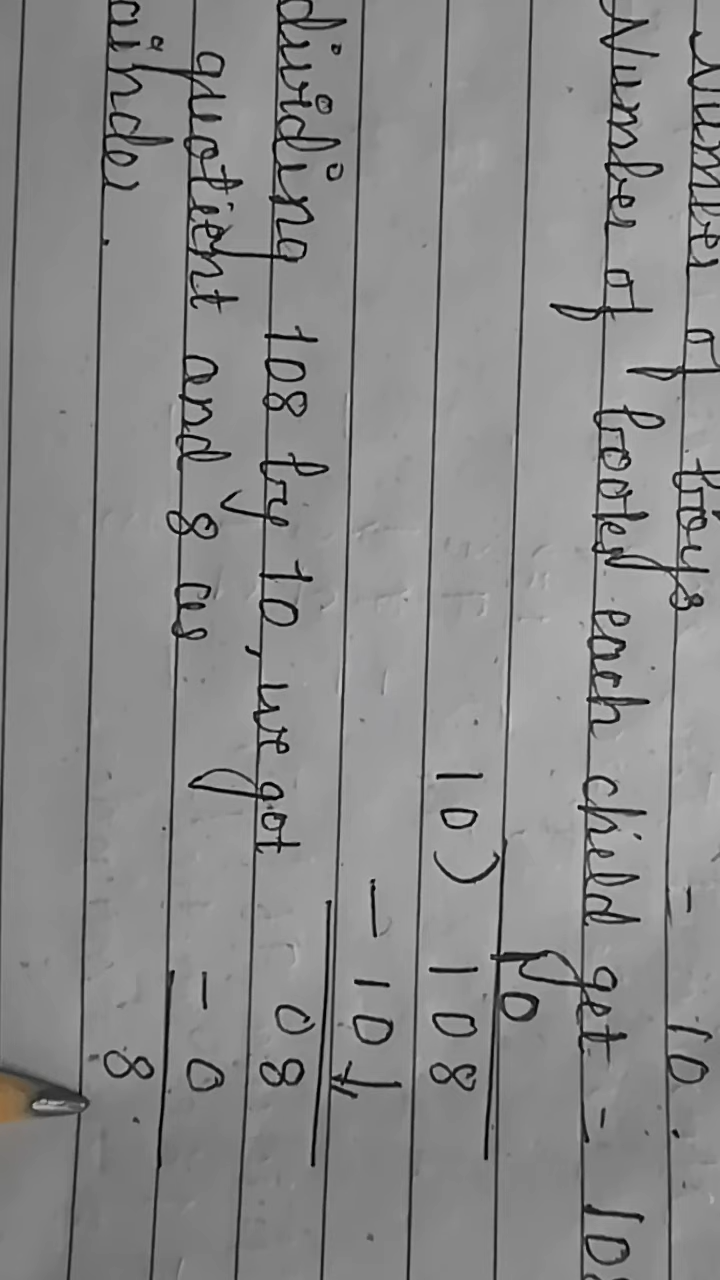 Number of boys - 10.
Number of books each child get - 10
10
10) 108
- 10↓
dividing 108 by 10, we got 08
quotient and 8 as - 0
ainder. 8